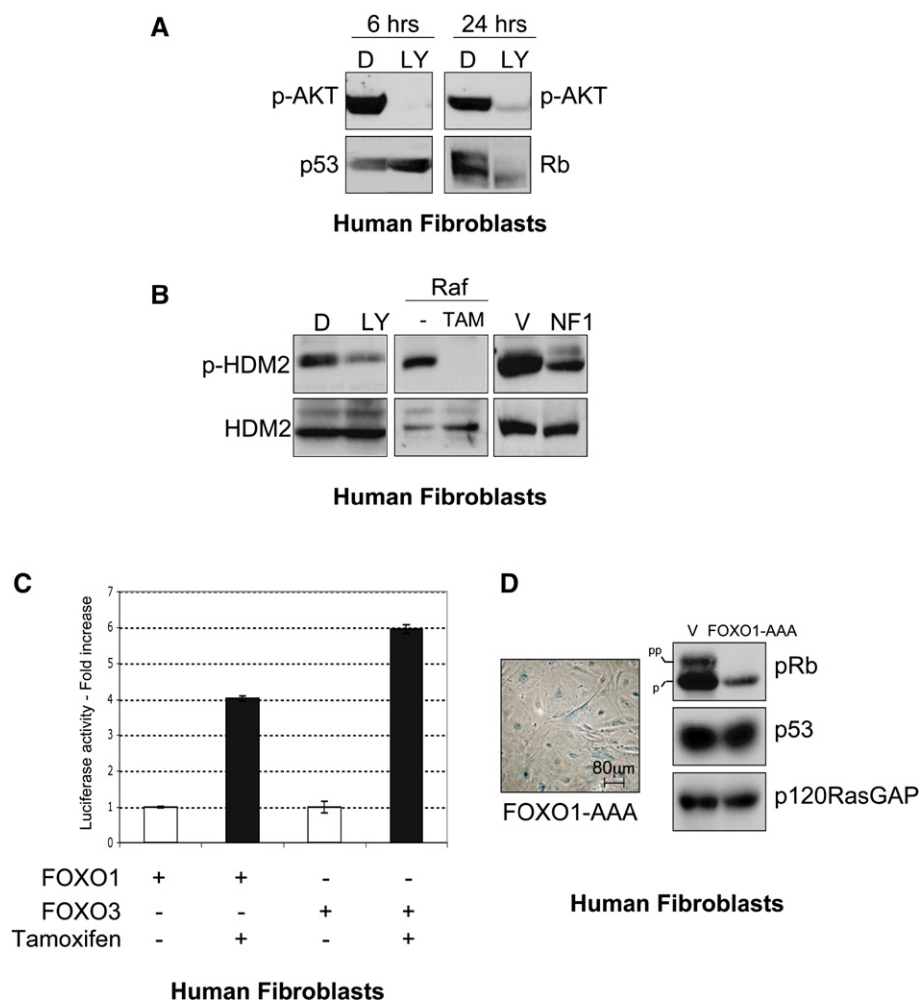 A
6 hrs 24 hrs
D LY D LY
p-AKT p-AKT
p53 Rb
Human Fibroblasts
B
Raf
D LY - TAM V NF1
p-HDM2
HDM2
Human Fibroblasts
C
Luciferase activity - Fold increase
7
6
5
4
3
2
1
0
FOXO1 + + - -
FOXO3 - - + +
Tamoxifen - + - +
Human Fibroblasts
D
V FOXO1-AAA
pp
p
pRb
p53
p120RasGAP
80µm
FOXO1-AAA
Human Fibroblasts